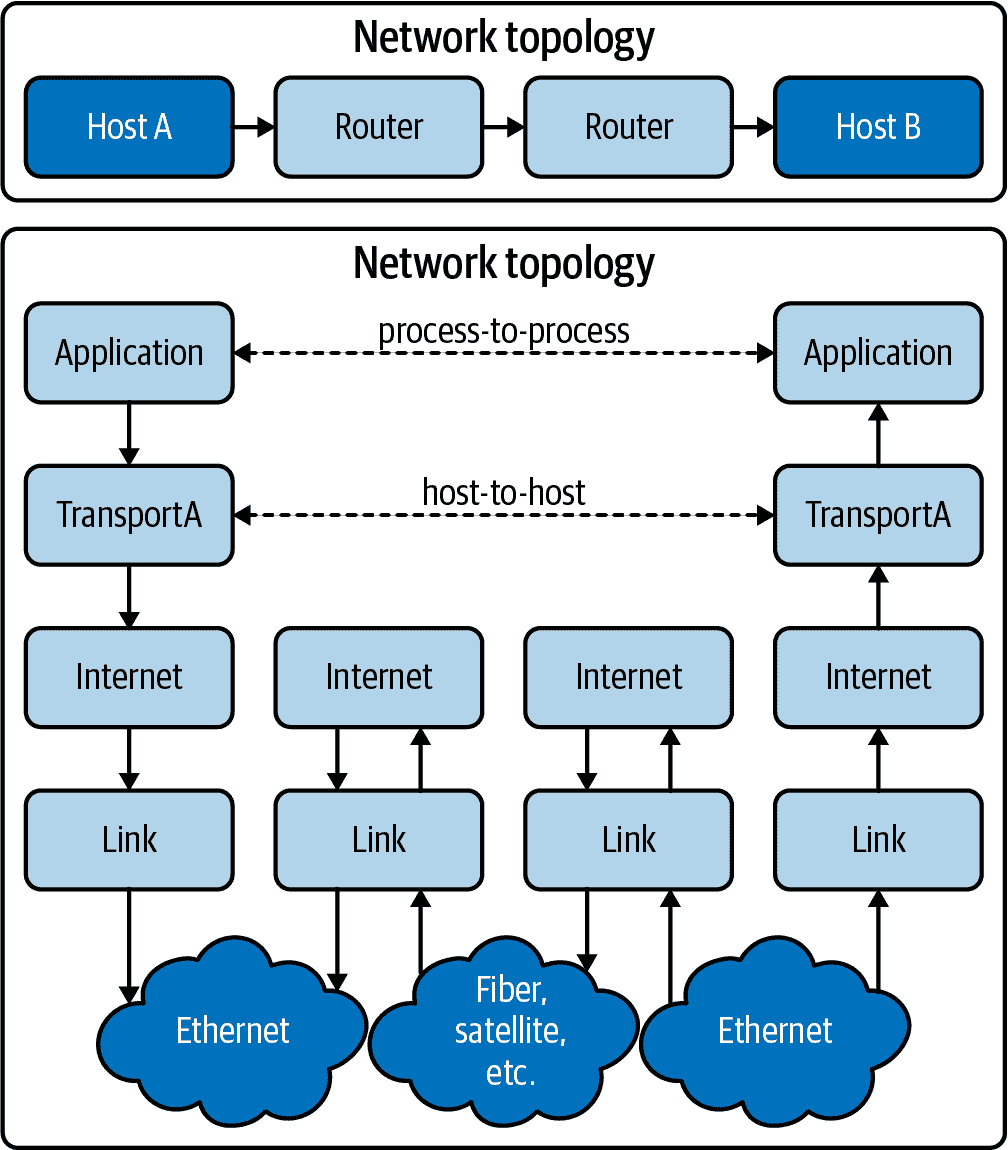 Network topology
Host A
Router
Router
Host B
Network topology
Application
process-to-process
Application
TransportA
host-to-host
TransportA
Internet
Internet
Internet
Internet
Link
Link
Link
Link
Ethernet
Fiber,
satellite,
etc.
Ethernet